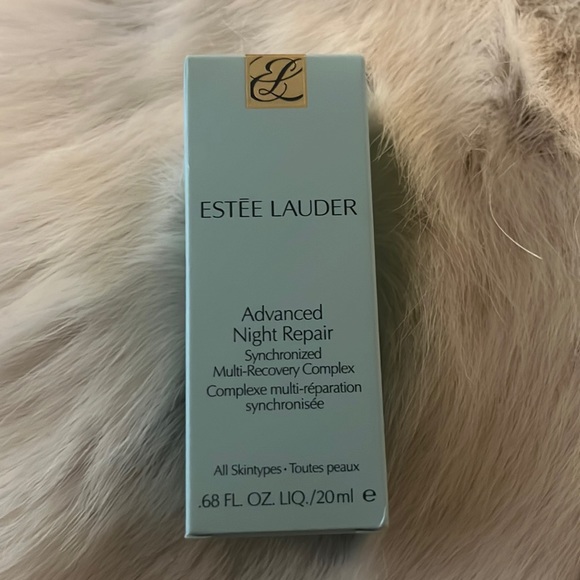 EL
ESTĒE LAUDER
Advanced
Night Repair
Synchronized
Multi-Recovery Complex
Complexe multi-réparation
synchronisée
All Skintypes • Toutes peaux
.68 FL. OZ. LIQ./20 ml e